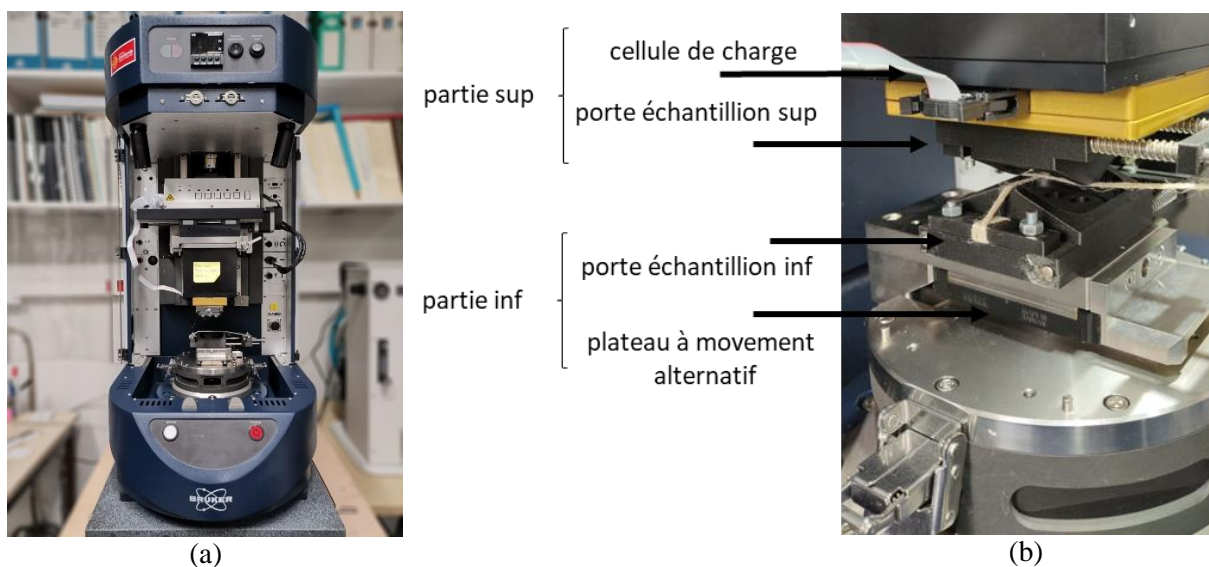 cellule de charge
partie sup
porte échantillion sup
porte échantillion inf
partie inf
plateau à movement
alternatif
BRUKER
(a)
(b)